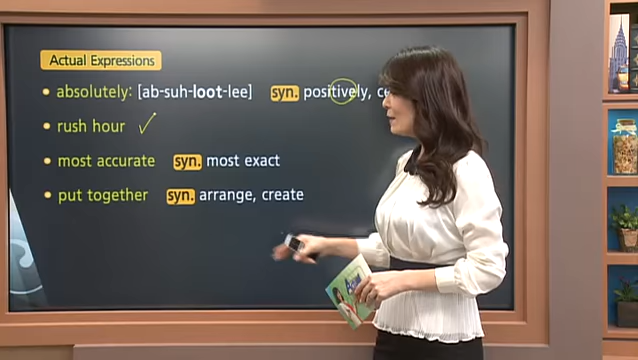 Actual Expressions
• absolutely: [ab-suh-loot-lee] syn. positively,
• rush hour
• most accurate syn. most exact
• put together syn. arrange, create